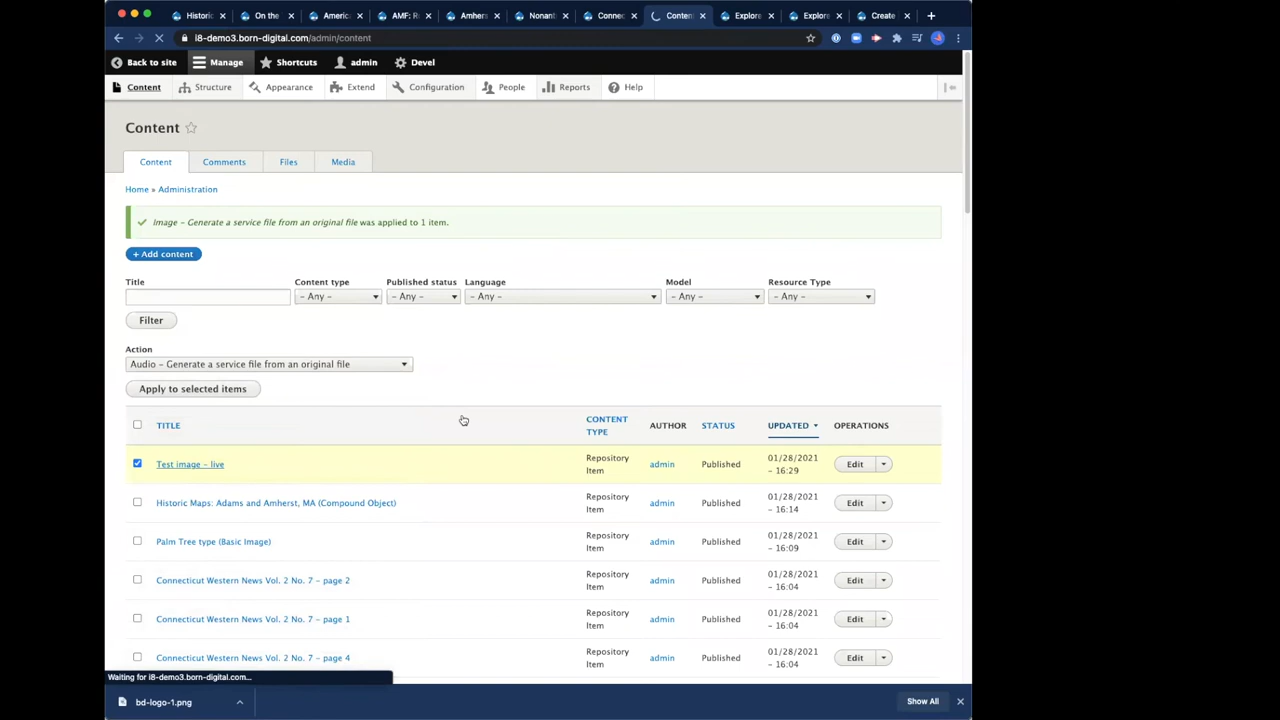 Historic
On the
America
AMF: Re
Amhers
Nonant
Connec
Conten
Explore
Explore
Create
i8-demo3.born-digital.com/admin/content
Back to site
Manage
Shortcuts
admin
Devel
Content
Structure
Appearance
Extend
Configuration
People
Reports
Help
Content
Content
Comments
Files
Media
Home » Administration
Image – Generate a service file from an original file was applied to 1 item.
+ Add content
Title
Content type
Published status
Language
Model
Resource Type
– Any –
– Any –
– Any –
– Any –
– Any –
Filter
Action
Audio – Generate a service file from an original file
Apply to selected items
TITLE
CONTENT TYPE
AUTHOR
STATUS
UPDATED
OPERATIONS
Test image – live
Repository Item
admin
Published
01/28/2021 – 16:29
Edit
Historic Maps: Adams and Amherst, MA (Compound Object)
Repository Item
admin
Published
01/28/2021 – 16:14
Edit
Palm Tree type (Basic Image)
Repository Item
admin
Published
01/28/2021 – 16:09
Edit
Connecticut Western News Vol. 2 No. 7 – page 2
Repository Item
admin
Published
01/28/2021 – 16:04
Edit
Connecticut Western News Vol. 2 No. 7 – page 1
Repository Item
admin
Published
01/28/2021 – 16:04
Edit
Connecticut Western News Vol. 2 No. 7 – page 4
Repository Item
admin
Published
01/28/2021 – 16:04
Edit
Waiting for i8-demo3.born-digital.com...
bd-logo-1.png
Show All